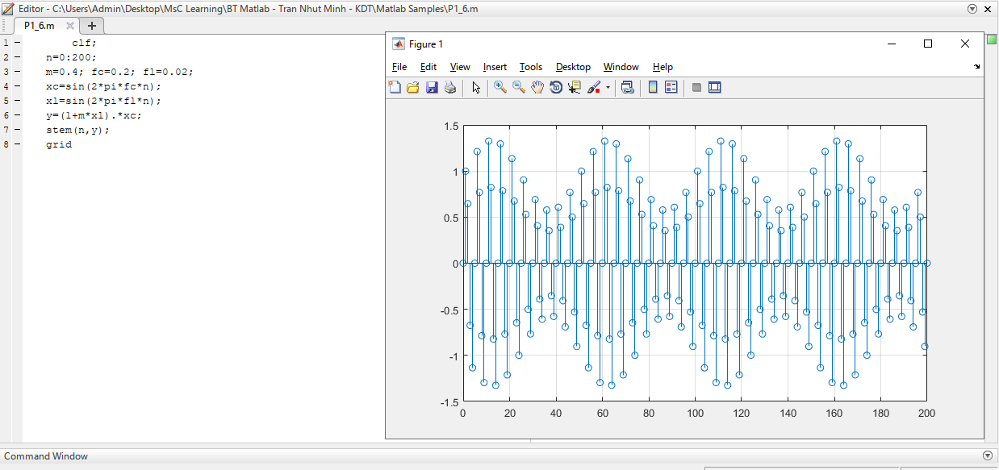 Editor - C:\Users\Admin\Desktop\MsC Learning\BT Matlab - Tran Nhut Minh - KDT\Matlab Samples\P1_6.m
P1_6.m
1 clf;
2 n=0:200;
3 m=0.4; fc=0.2; fl=0.02;
4 xc=sin(2*pi*fc*n);
5 xl=sin(2*pi*fl*n);
6 y=(1+m*xl).*xc;
7 stem(n,y);
8 grid
Figure 1
File Edit View Insert Tools Desktop Window Help
1.5
1
0.5
0
-0.5
-1
-1.5
0 20 40 60 80 100 120 140 160 180 200
Command Window